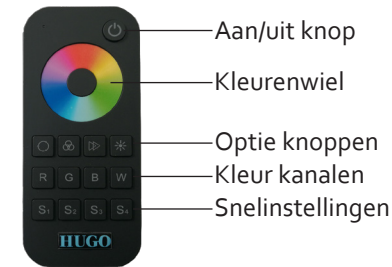 Aan/uit knop
Kleurenwiel
Optie knoppen
R G B W Kleur kanalen
S1 S2 S3 S4 Snelinstellingen
HUGO